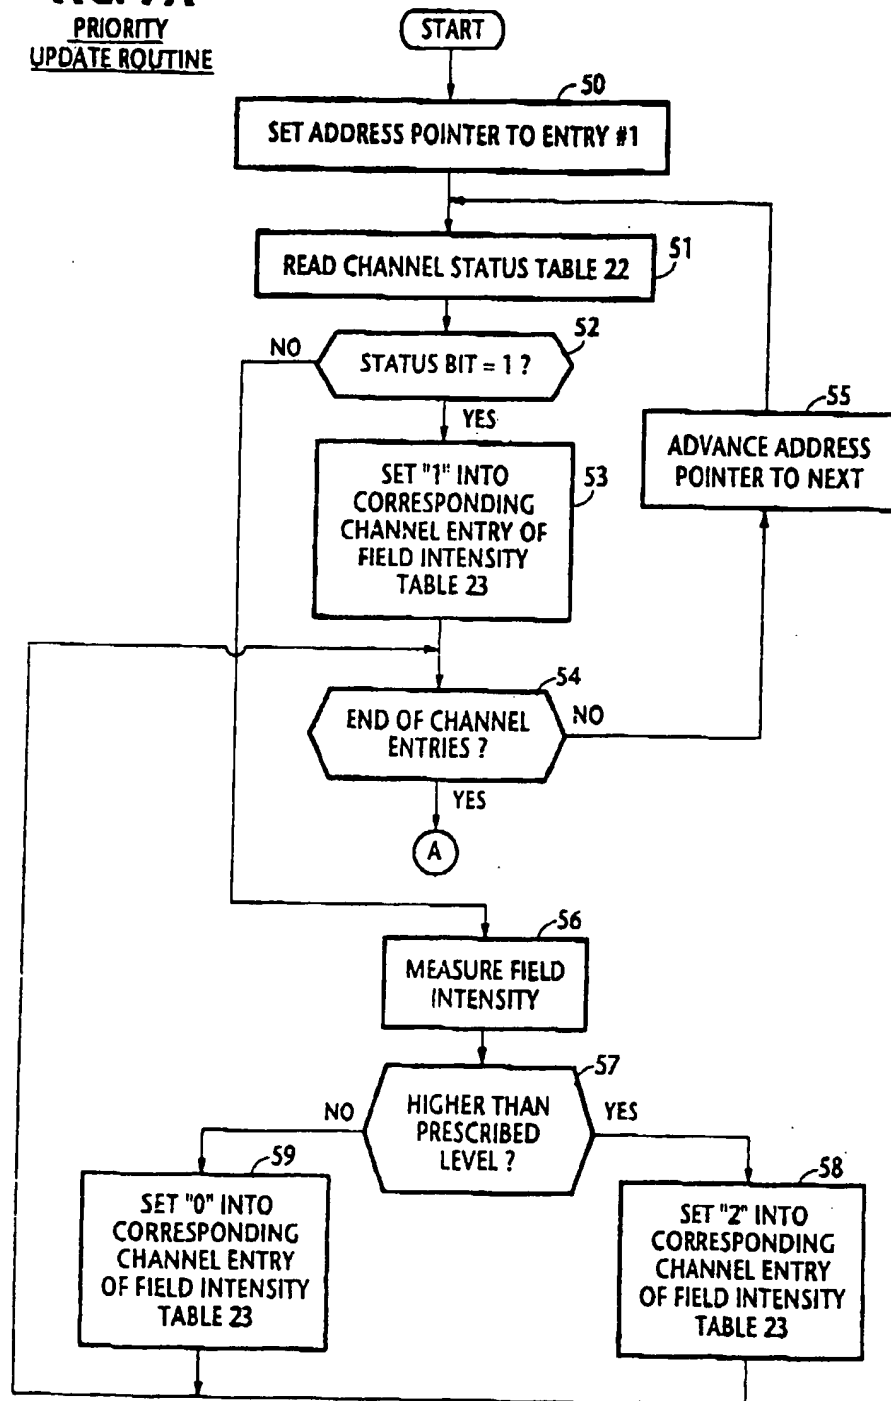 PRIORITY
UPDATE ROUTINE
START
50
SET ADDRESS POINTER TO ENTRY #1
51
READ CHANNEL STATUS TABLE 22
52
STATUS BIT = 1 ?
NO
YES
53
SET "1" INTO
CORRESPONDING
CHANNEL ENTRY OF
FIELD INTENSITY
TABLE 23
55
ADVANCE ADDRESS
POINTER TO NEXT
54
END OF CHANNEL
ENTRIES ?
NO
YES
A
56
MEASURE FIELD
INTENSITY
57
HIGHER THAN
PRESCRIBED
LEVEL ?
NO
YES
59
SET "0" INTO
CORRESPONDING
CHANNEL ENTRY
OF FIELD INTENSITY
TABLE 23
58
SET "2" INTO
CORRESPONDING
CHANNEL ENTRY
OF FIELD INTENSITY
TABLE 23